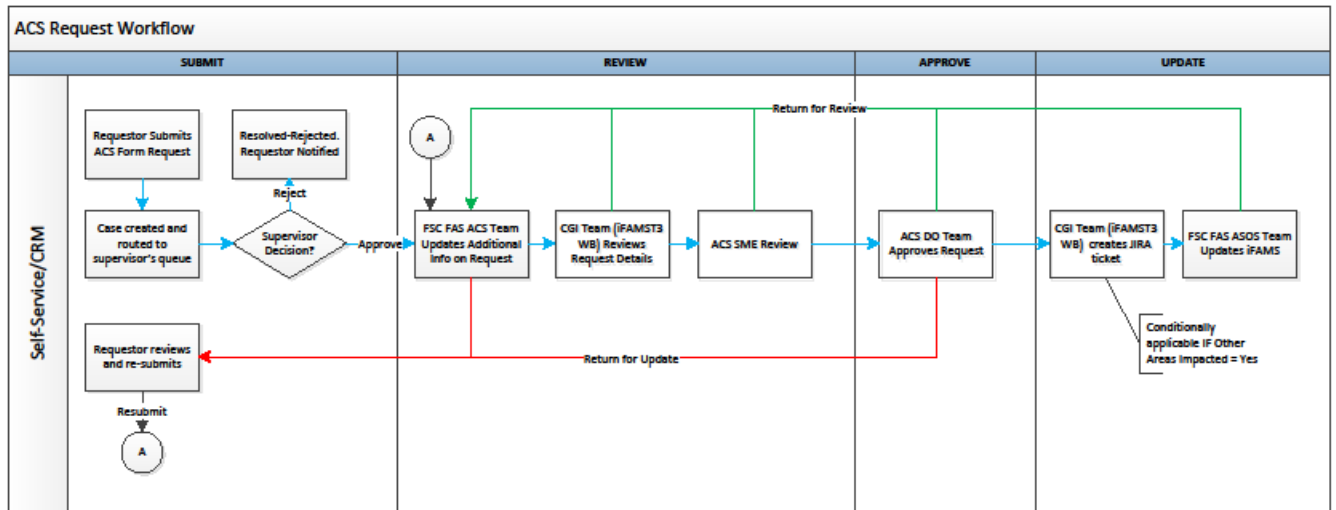 ACS Request Workflow
SUBMIT
REVIEW
APPROVE
UPDATE
Self-Service/CRM
Requestor Submits
ACS Form Request
Resolved-Rejected.
Requestor Notified
Reject
Case created and
routed to
supervisor's queue
Supervisor
Decision?
Approve
Requestor reviews
and re-submits
Resubmit
A
A
Return for Review
FSC FAS ACS Team
Updates Additional
Info on Request
CGI Team (iFAMST3
WB) Reviews
Request Details
ACS SME Review
ACS DO Team
Approves Request
CGI Team (iFAMST3
WB) creates JIRA
ticket
FSC FAS ASOS Team
Updates iFAMS
Return for Update
Conditionally
applicable IF Other
Areas Impacted = Yes